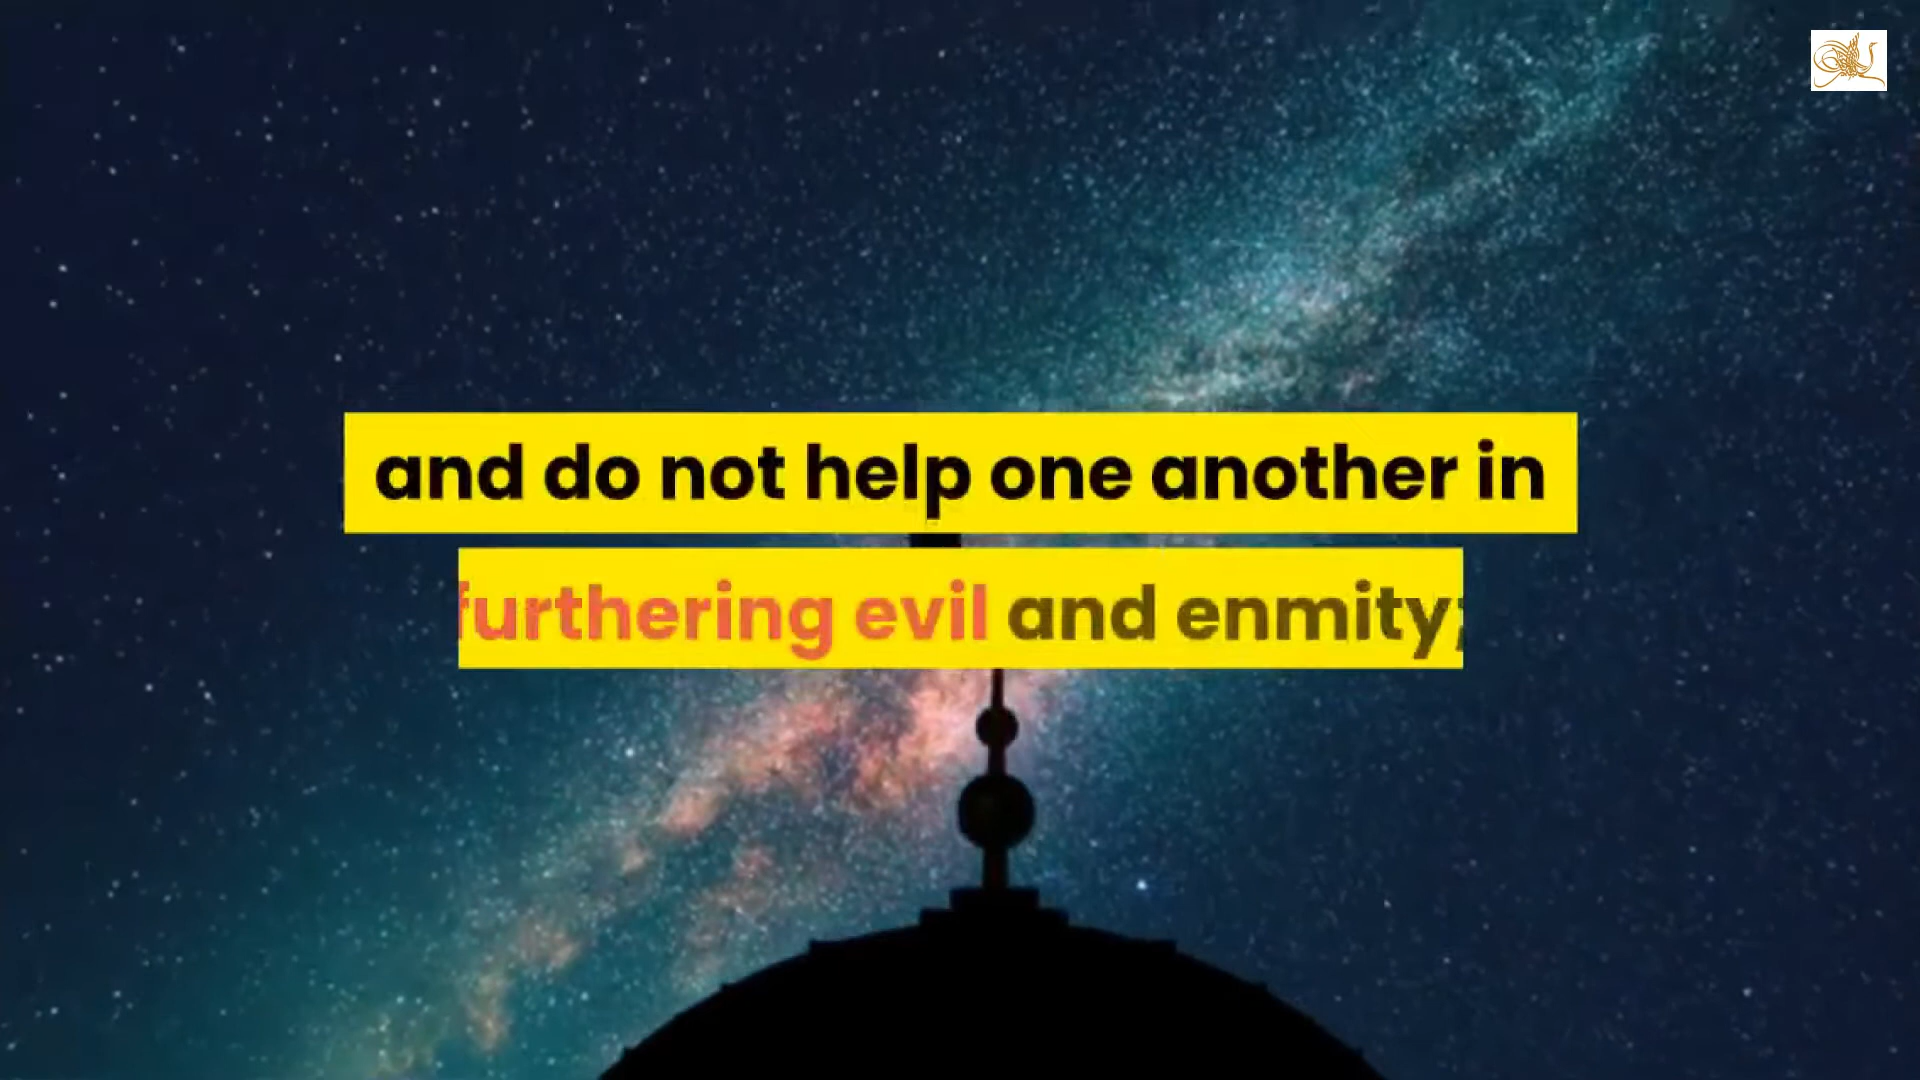 and do not help one another in
furthering evil and enmity;